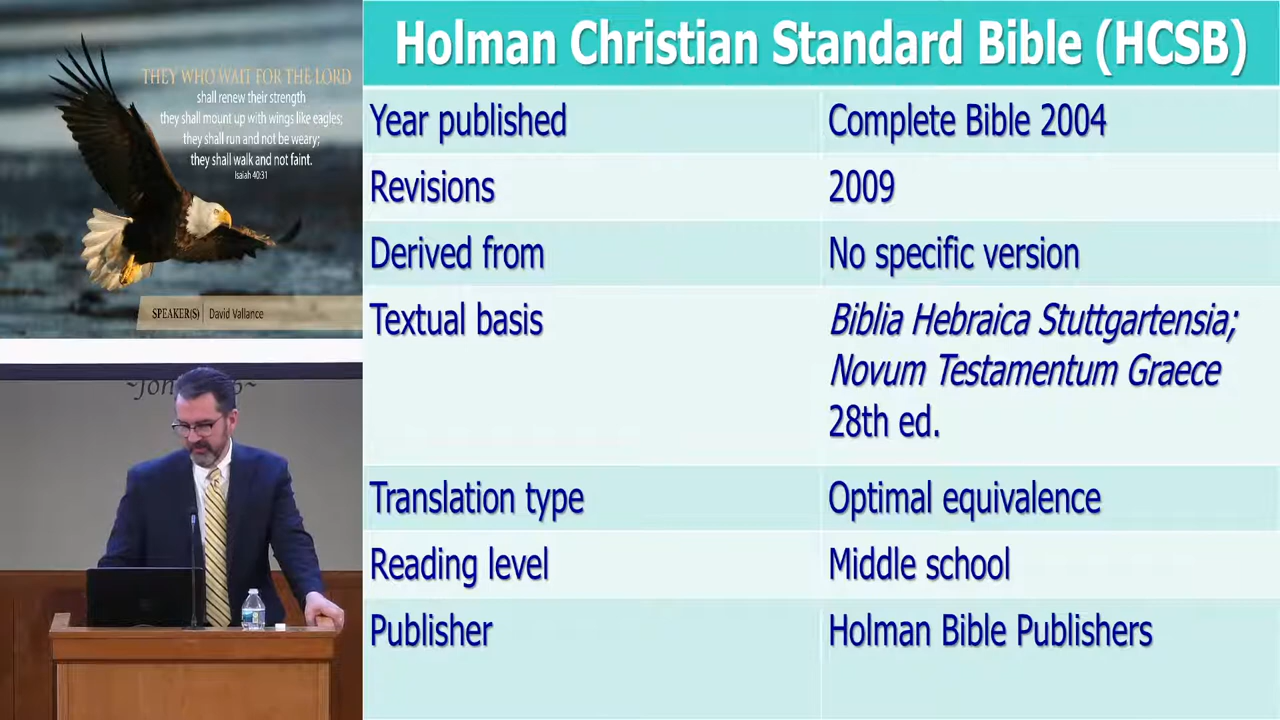 THEY WHO WAIT FOR THE LORD
shall renew their strength
they shall mount up with wings like eagles;
they shall run and not be weary;
they shall walk and not faint.
Isaiah 40:31
SPEAKER(S) David Vallance
~Joh
~
Holman Christian Standard Bible (HCSB)
Year published Complete Bible 2004
Revisions 2009
Derived from No specific version
Textual basis Biblia Hebraica Stuttgartensia;
Novum Testamentum Graece
28th ed.
Translation type Optimal equivalence
Reading level Middle school
Publisher Holman Bible Publishers